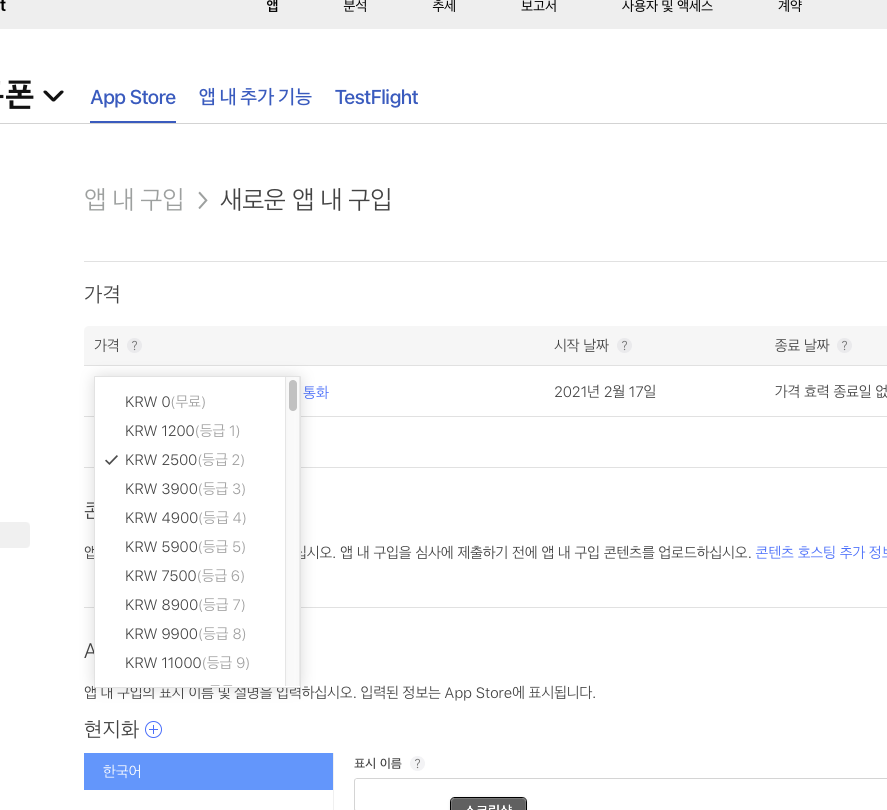 앱 분석 추세 보고서 사용자 및 액세스 계약
App Store 앱 내 추가 기능 TestFlight
앱 내 구입 > 새로운 앱 내 구입
가격
가격 ? 시작 날짜 ? 종료 날짜 ?
통화 2021년 2월 17일 가격 효력 종료일 없
KRW 0(무료)
KRW 1200(등급 1)
✓ KRW 2500(등급 2)
KRW 3900(등급 3)
KRW 4900(등급 4)
KRW 5900(등급 5)
KRW 7500(등급 6)
KRW 8900(등급 7)
KRW 9900(등급 8)
KRW 11000(등급 9)
십시오. 앱 내 구입을 심사에 제출하기 전에 앱 내 구입 콘텐츠를 업로드하십시오. 콘텐츠 호스팅 추가 정보
앱 내 구입의 표시 이름 및 설명을 입력하십시오. 입력된 정보는 App Store에 표시됩니다.
현지화
한국어
표시 이름 ?
스크린샷